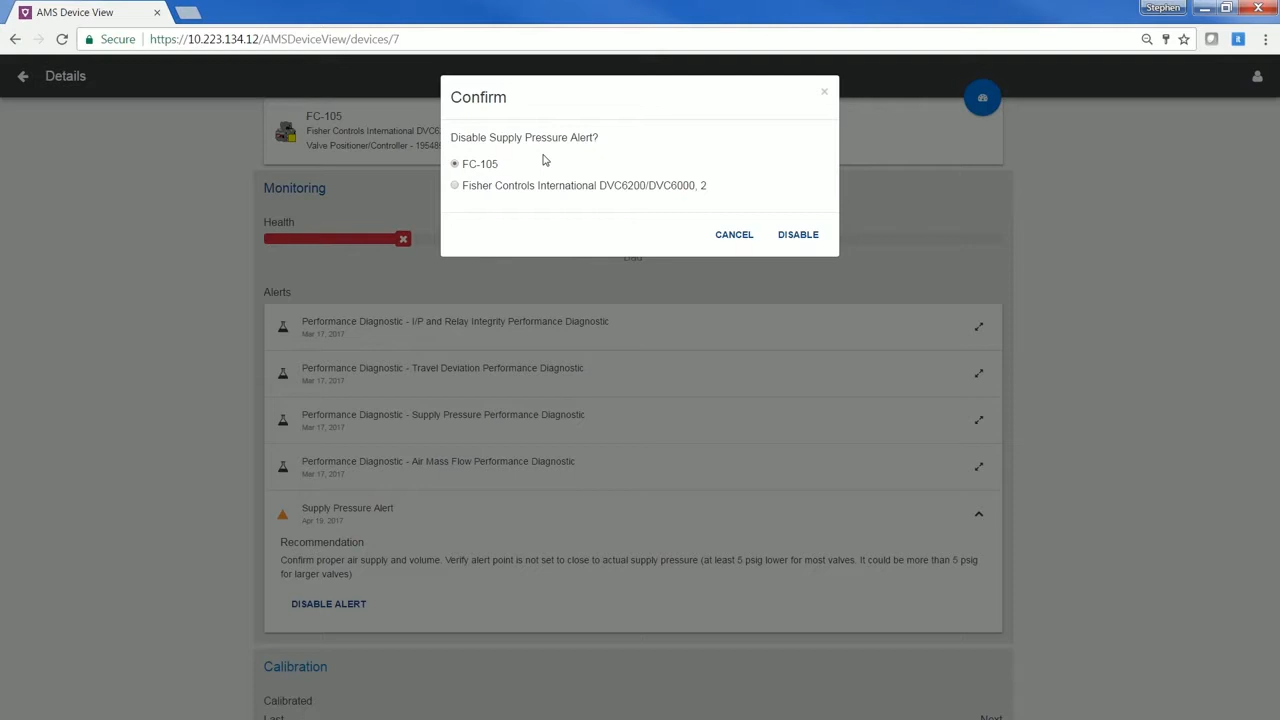 AMS Device View
Stephen
Secure
https://10.223.134.12/AMSDeviceView/devices/7
Details
Confirm
Disable Supply Pressure Alert?
FC-105
Fisher Controls International DVC6200/DVC6000, 2
CANCEL
DISABLE
FC-105
Fisher Controls International DVC6
Valve Positioner/Controller - 195489
Monitoring
Health
Bad
Alerts
Performance Diagnostic - I/P and Relay Integrity Performance Diagnostic
Mar 17, 2017
Performance Diagnostic - Travel Deviation Performance Diagnostic
Mar 17, 2017
Performance Diagnostic - Supply Pressure Performance Diagnostic
Mar 17, 2017
Performance Diagnostic - Air Mass Flow Performance Diagnostic
Mar 17, 2017
Supply Pressure Alert
Apr 19, 2017
Recommendation
Confirm proper air supply and volume. Verify alert point is not set to close to actual supply pressure (at least 5 psig lower for most valves. It could be more than 5 psig
for larger valves)
DISABLE ALERT
Calibration
Calibrated
Last
Next